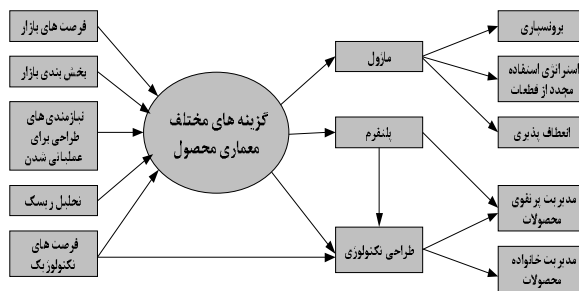 فرصت های بازار
بخش بندی بازار
نیازمندی های
طراحی برای
عملیاتی شدن
تحلیل ریسک
فرصت های
تکنولوژیک
گزینه های مختلف
معماری محصول
ماژول
پلتفرم
طراحی تکنولوژی
برونسپاری
استراتژی استفاده
مجدد از قطعات
انعطاف پذیری
مدیریت پرتفوی
محصولات
مدیریت خانواده
محصولات